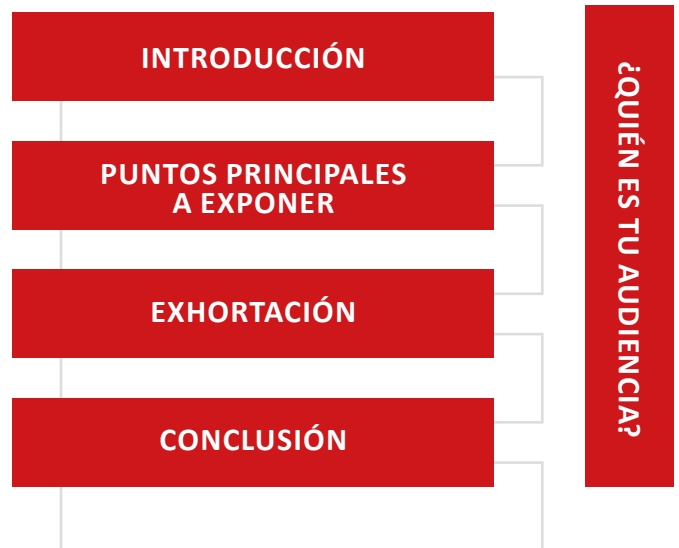 INTRODUCCIÓN
PUNTOS PRINCIPALES
A EXPONER
EXHORTACIÓN
CONCLUSIÓN
¿QUIÉN ES TU AUDIENCIA?